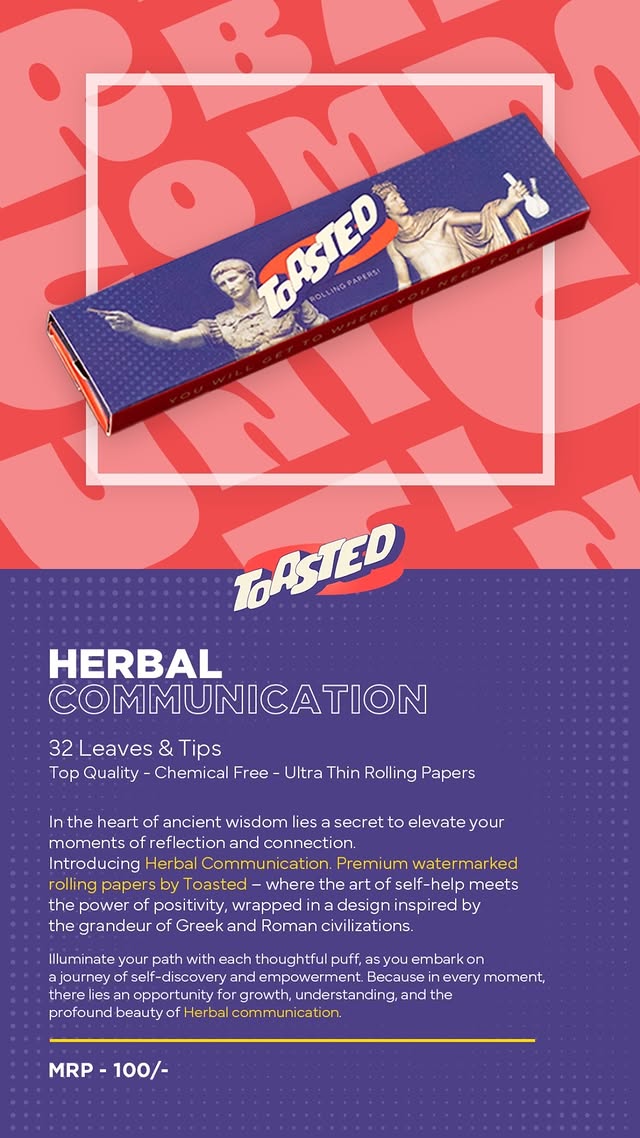 HERBAL COMMUNICATION
TOASTED
ROLLING PAPERS!
YOU WILL GET TO WHERE YOU NEED TO BE
TOASTED
HERBAL
COMMUNICATION
32 Leaves & Tips
Top Quality - Chemical Free - Ultra Thin Rolling Papers
In the heart of ancient wisdom lies a secret to elevate your
moments of reflection and connection.
Introducing Herbal Communication. Premium watermarked
rolling papers by Toasted – where the art of self-help meets
the power of positivity, wrapped in a design inspired by
the grandeur of Greek and Roman civilizations.
Illuminate your path with each thoughtful puff, as you embark on
a journey of self-discovery and empowerment. Because in every moment,
there lies an opportunity for growth, understanding, and the
profound beauty of Herbal communication.
MRP - 100/-